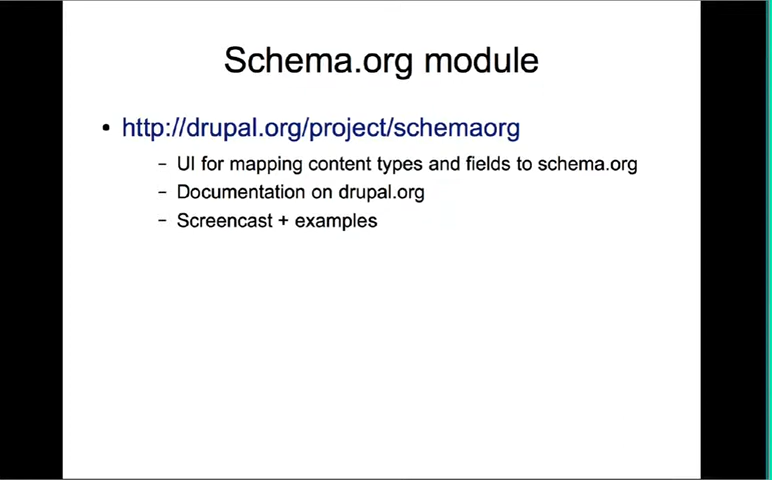 Schema.org module
• http://drupal.org/project/schemaorg
– UI for mapping content types and fields to schema.org
– Documentation on drupal.org
– Screencast + examples